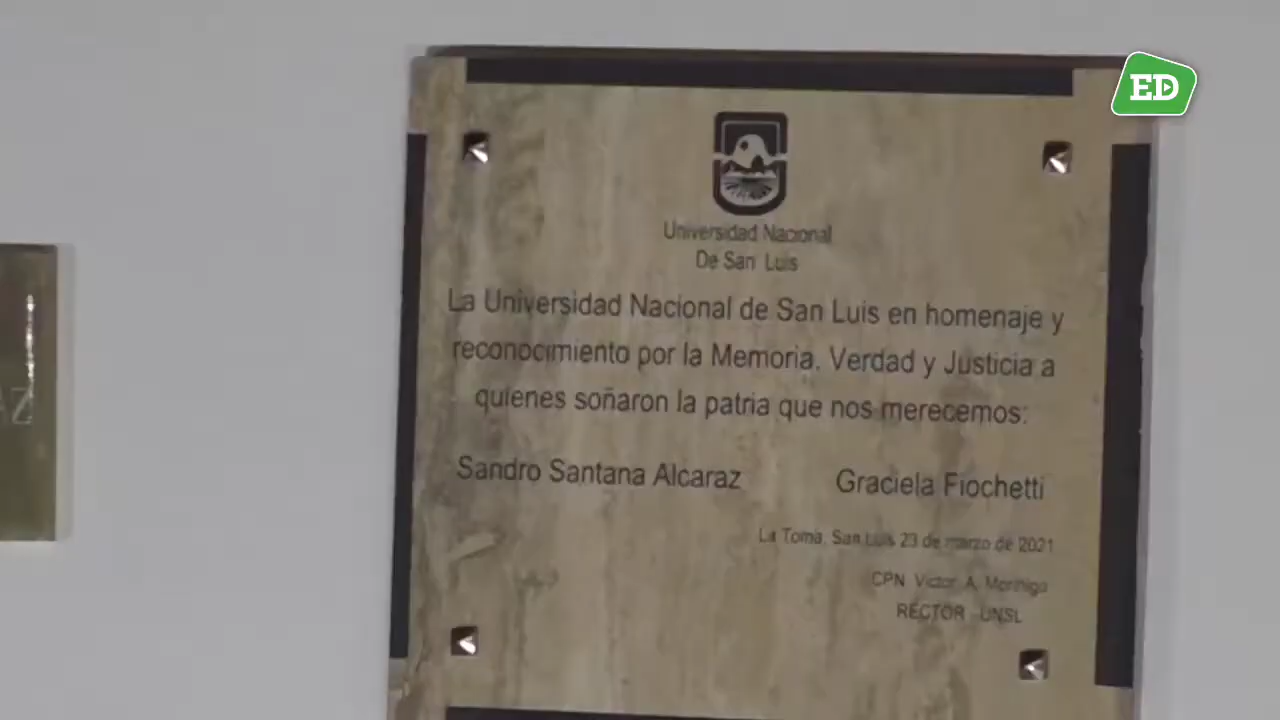 ED
Universidad Nacional
De San Luis
La Universidad Nacional de San Luis en homenaje y
reconocimiento por la Memoria, Verdad y Justicia a
quienes soñaron la patria que nos merecemos:
Sandro Santana Alcaraz
Graciela Fiochetti
La Toma, San Luis 23 de marzo de 2021
CPN Victor A. Moriñigo
RECTOR -UNSL
AZ